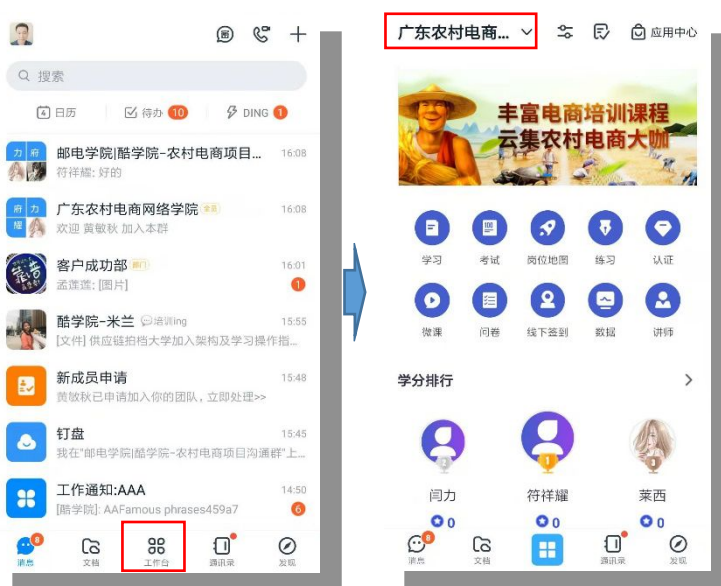 搜索
4 日历
待办 10
DING 1
邮电学院|酷学院-农村电商项目... 16:08
符祥耀: 好的
广东农村电商网络学院 全员 16:08
欢迎 黄敏秋 加入本群
客户成功部 部门 16:01
孟莲莲: [图片] 1
酷学院-米兰 培训ing 15:55
[文件] 供应链拍档大学加入架构及学习操作指...
新成员申请 15:48
黄敏秋已申请加入你的团队，立即处理>>
钉盘 15:45
我在"邮电学院|酷学院-农村电商项目沟通群"上...
工作通知:AAA 14:50
[酷学院]: AAFamous phrases459a7 6
8
消息
文档
工作台
通讯录
发现
广东农村电商...
应用中心
丰富电商培训课程
云集农村电商大咖
学习
考试
岗位地图
练习
认证
微课
问卷
线下签到
数据
讲师
学分排行
2
1
3
闫力
符祥耀
莱西
0
0
0
8
消息
文档
通讯录
发现